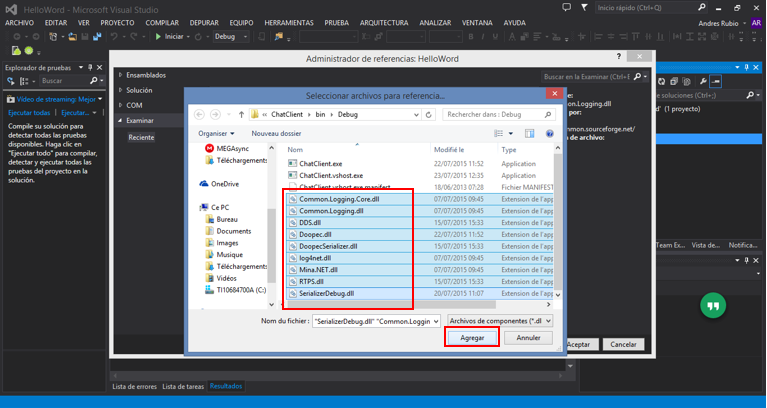 HelloWord - Microsoft Visual Studio
Inicio rápido (Ctrl+Q)
ARCHIVO EDITAR VER PROYECTO COMPILAR DEPURAR EQUIPO HERRAMIENTAS PRUEBA ARQUITECTURA ANALIZAR VENTANA AYUDA
Andres Rubio AR
Iniciar Debug
Explorador de pruebas
Buscar
Vídeo de streaming: Mejor
Ejecutar todas Ejecutar...
Compile su solución para
detectar todas las pruebas
disponibles. Haga clic en
"Ejecutar todo" para compilar,
detectar y ejecutar todas las
pruebas del proyecto en la
solución.
Administrador de referencias: HelloWord
Ensamblados
Solución
COM
Examinar
Reciente
Buscar en la Examinar (Ctrl+E)
Seleccionar archivos para referencia...
ChatClient bin Debug
Rechercher dans : Debug
Organiser Nouveau dossier
MEGAsync
Téléchargements
OneDrive
Ce PC
Bureau
Documents
Images
Musique
Téléchargements
Vidéos
TI10684700A (C:)
Nom Modifié le Type
ChatClient.exe 22/07/2015 11:52 Application
ChatClient.vshost.exe 23/07/2015 12:35 Application
ChatClient.vshost.exe.manifest 18/06/2013 07:28 Fichier MANIFEST
Common.Logging.Core.dll 07/07/2015 09:45 Extension de l'app
Common.Logging.dll 07/07/2015 09:45 Extension de l'app
DDS.dll 15/07/2015 15:33 Extension de l'app
Doopec.dll 22/07/2015 11:52 Extension de l'app
DoopecSerializer.dll 15/07/2015 15:33 Extension de l'app
log4net.dll 07/07/2015 09:45 Extension de l'app
Mina.NET.dll 07/07/2015 09:45 Extension de l'app
RTPS.dll 15/07/2015 15:33 Extension de l'app
SerializerDebug.dll 20/07/2015 11:07 Extension de l'app
Nom du fichier : "SerializerDebug.dll" "Common.Loggin
Archivos de componentes (*.dl
Agregar Annuler
mmon.Logging.dll
por:
mmon.sourceforge.net/
de archivo:
Aceptar Cancelar
e soluciones (Ctrl+;)
(1 proyecto)
Team Ex... Vista de... Notifica...
Lista de errores Lista de tareas Resultados